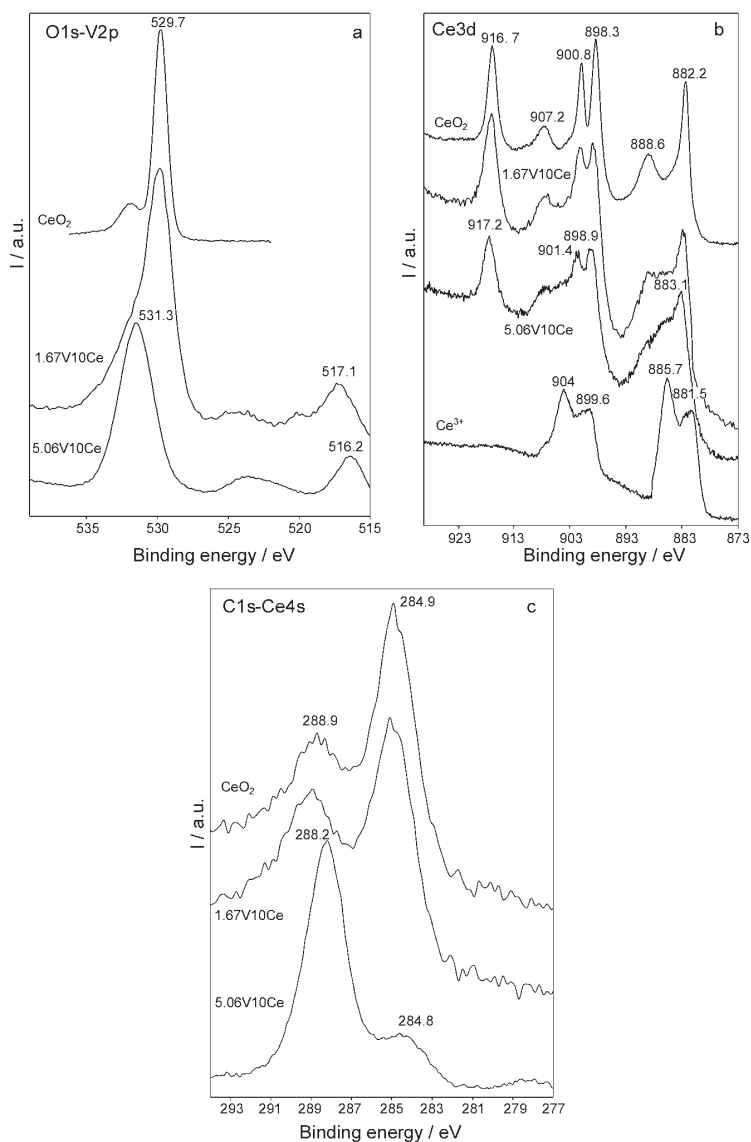 O1s-V2p
a
529.7
CeO₂
1.67V10Ce
531.3
517.1
5.06V10Ce
516.2
I / a.u.
535 530 525 520 515
Binding energy / eV
Ce3d
b
916. 7
900.8
898.3
882.2
907.2
CeO₂
888.6
1.67V10Ce
917.2
901.4
898.9
883.1
5.06V10Ce
885.7
904
899.6
881.5
Ce³⁺
I / a.u.
923 913 903 893 883 873
Binding energy / eV
C1s-Ce4s
c
284.9
288.9
CeO₂
288.2
1.67V10Ce
5.06V10Ce
284.8
I / a.u.
293 291 289 287 285 283 281 279 277
Binding energy / eV